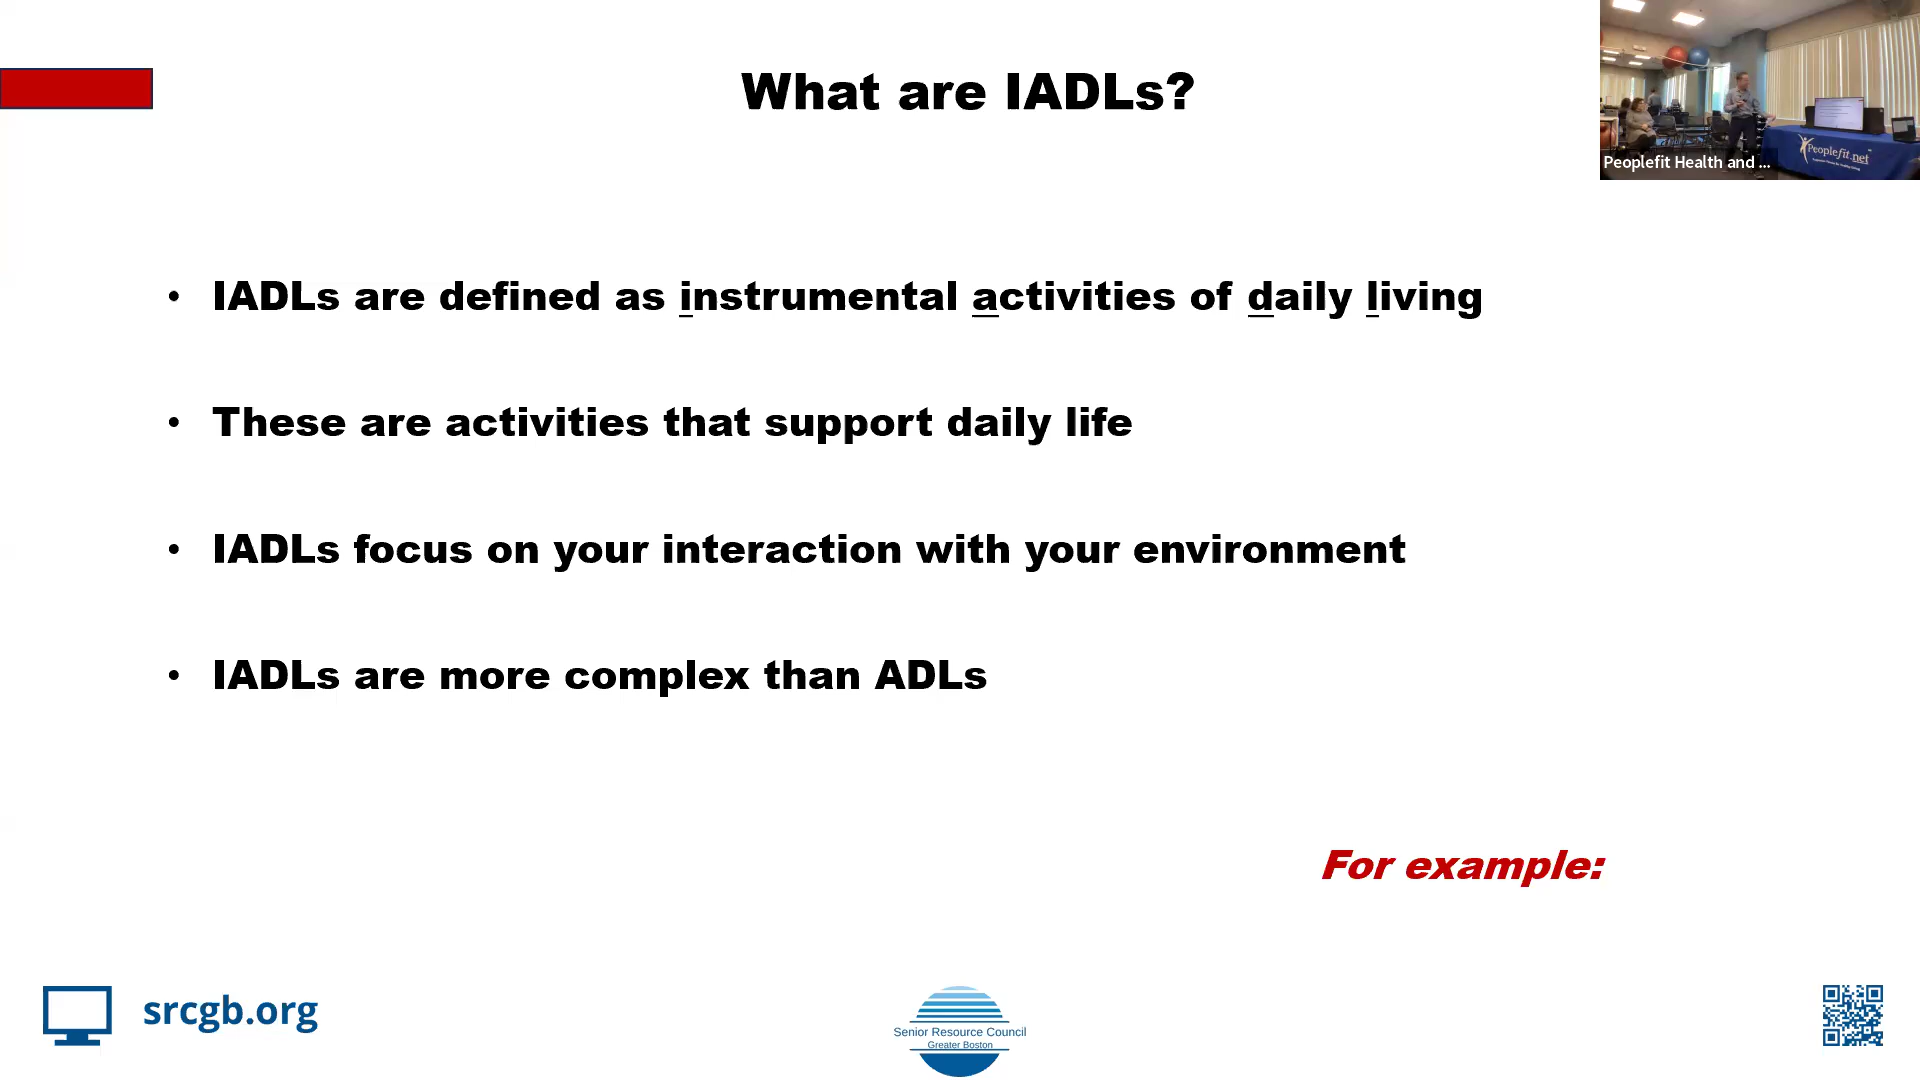 What are IADLs?
Peoplefit Health and ...
Peoplefit.net
• IADLs are defined as instrumental activities of daily living
• These are activities that support daily life
• IADLs focus on your interaction with your environment
• IADLs are more complex than ADLs
For example:
srcgb.org
Senior Resource Council
Greater Boston